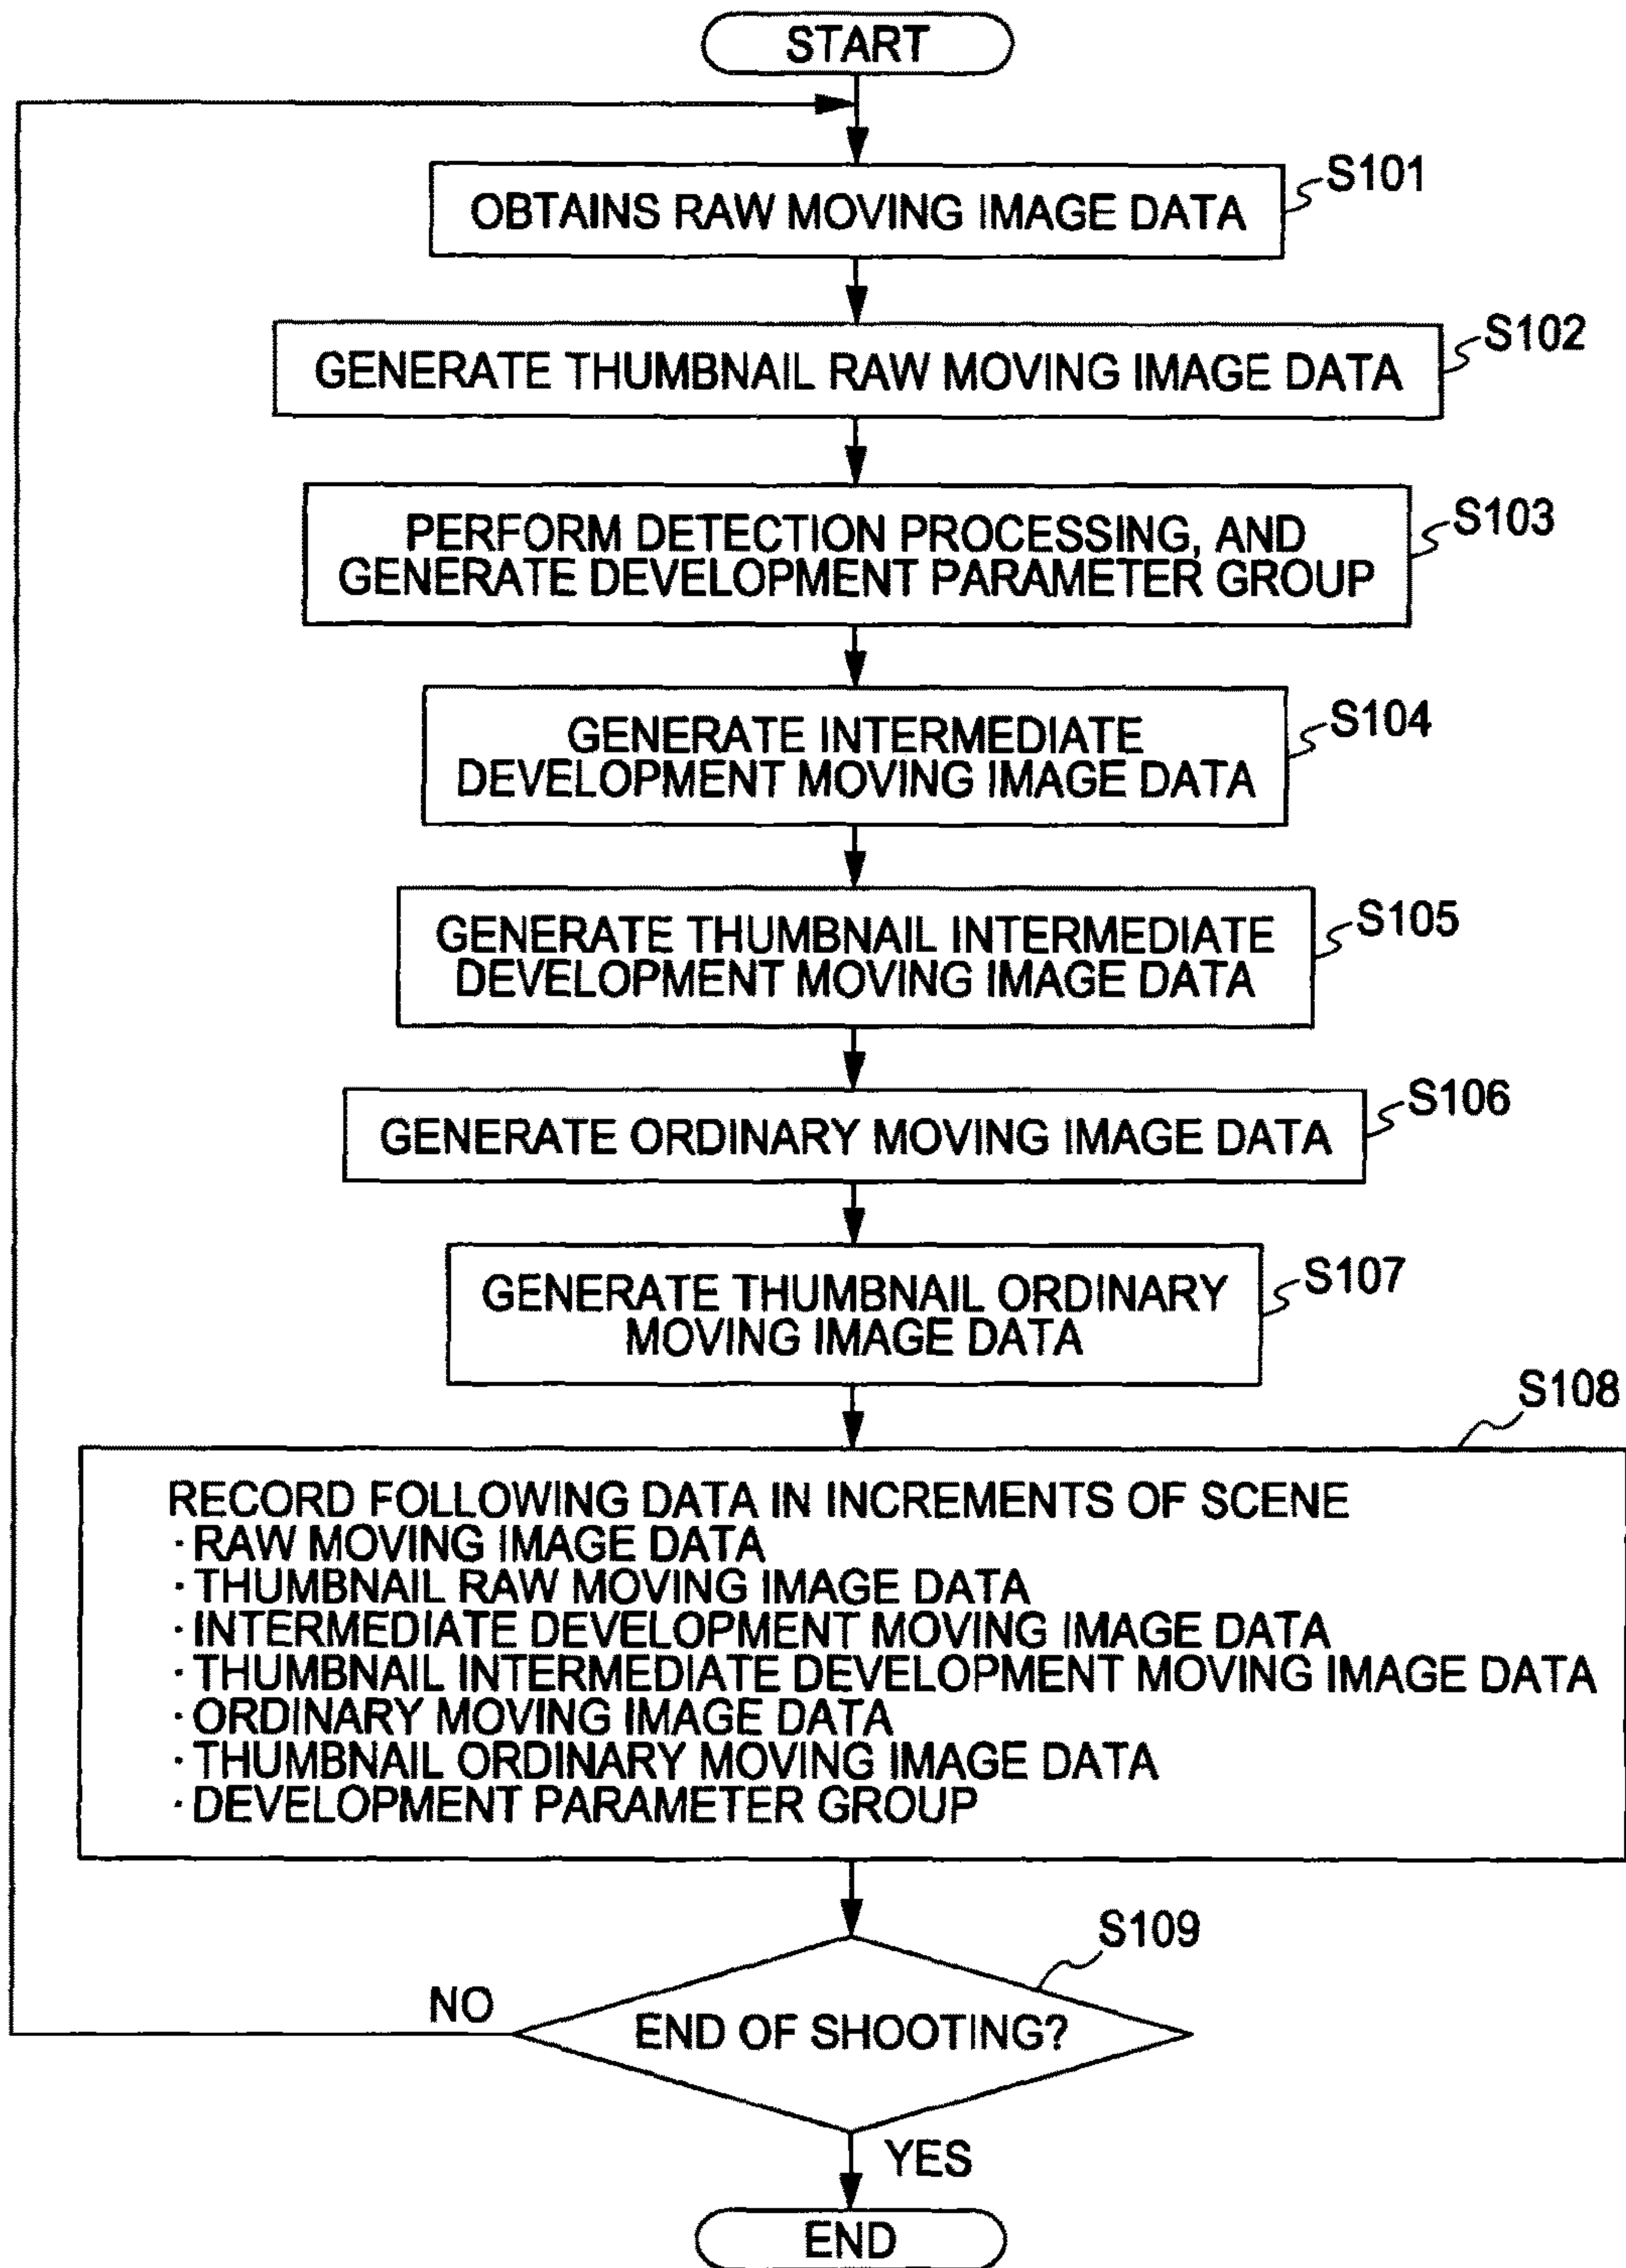 START
OBTAINS RAW MOVING IMAGE DATA
S101
GENERATE THUMBNAIL RAW MOVING IMAGE DATA
S102
PERFORM DETECTION PROCESSING, AND
GENERATE DEVELOPMENT PARAMETER GROUP
S103
GENERATE INTERMEDIATE
DEVELOPMENT MOVING IMAGE DATA
S104
GENERATE THUMBNAIL INTERMEDIATE
DEVELOPMENT MOVING IMAGE DATA
S105
GENERATE ORDINARY MOVING IMAGE DATA
S106
GENERATE THUMBNAIL ORDINARY
MOVING IMAGE DATA
S107
S108
RECORD FOLLOWING DATA IN INCREMENTS OF SCENE
· RAW MOVING IMAGE DATA
· THUMBNAIL RAW MOVING IMAGE DATA
· INTERMEDIATE DEVELOPMENT MOVING IMAGE DATA
· THUMBNAIL INTERMEDIATE DEVELOPMENT MOVING IMAGE DATA
· ORDINARY MOVING IMAGE DATA
· THUMBNAIL ORDINARY MOVING IMAGE DATA
· DEVELOPMENT PARAMETER GROUP
S109
NO
END OF SHOOTING?
YES
END